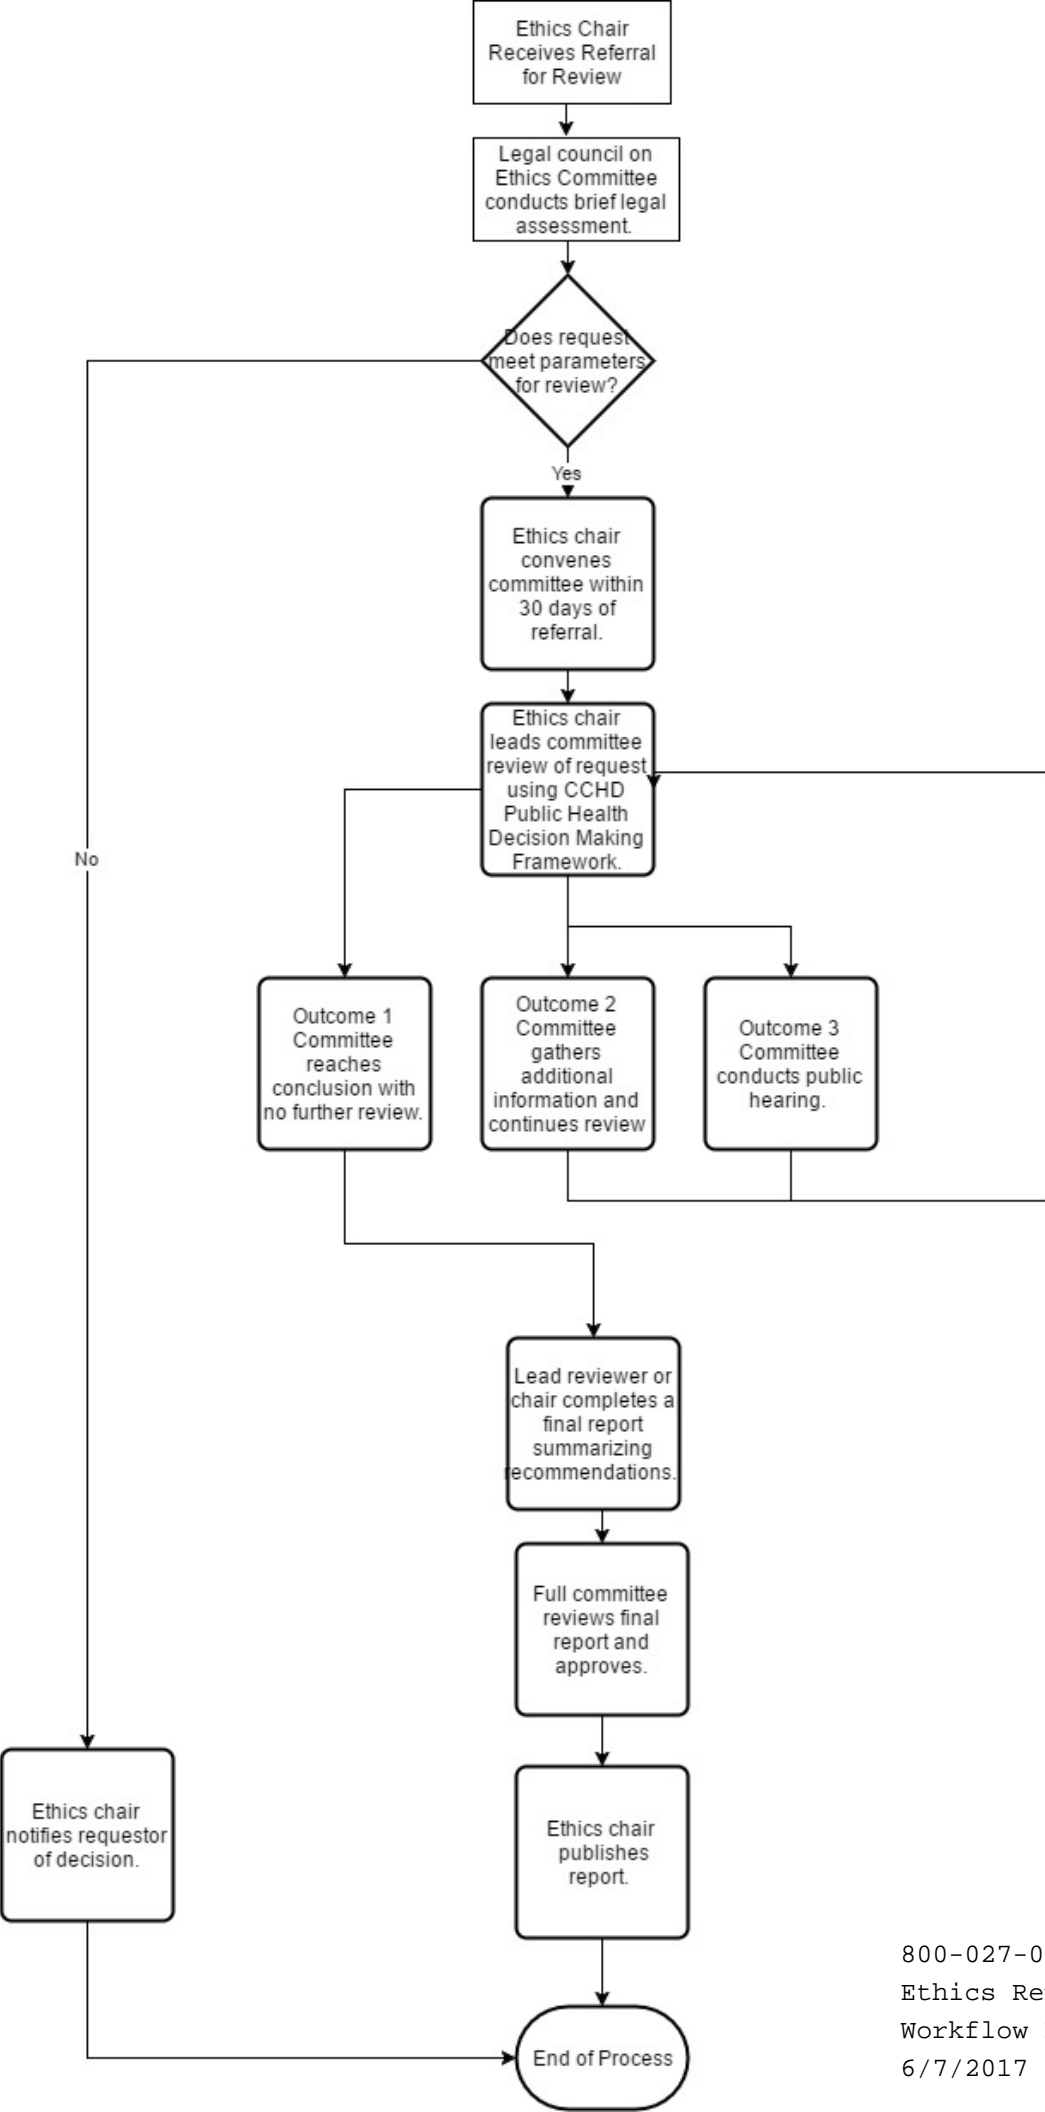 Ethics Chair
Receives Referral
for Review
Legal council on
Ethics Committee
conducts brief legal
assessment.
Does request
meet parameters
for review?
Yes
Ethics chair
convenes
committee within
30 days of
referral.
Ethics chair
leads committee
review of request
using CCHD
Public Health
Decision Making
Framework.
No
Outcome 1
Committee
reaches
conclusion with
no further review.
Outcome 2
Committee
gathers
additional
information and
continues review
Outcome 3
Committee
conducts public
hearing.
Lead reviewer or
chair completes a
final report
summarizing
recommendations.
Full committee
reviews final
report and
approves.
Ethics chair
notifies requestor
of decision.
Ethics chair
publishes
report.
End of Process
800-027-0
Ethics Re
Workflow
6/7/2017